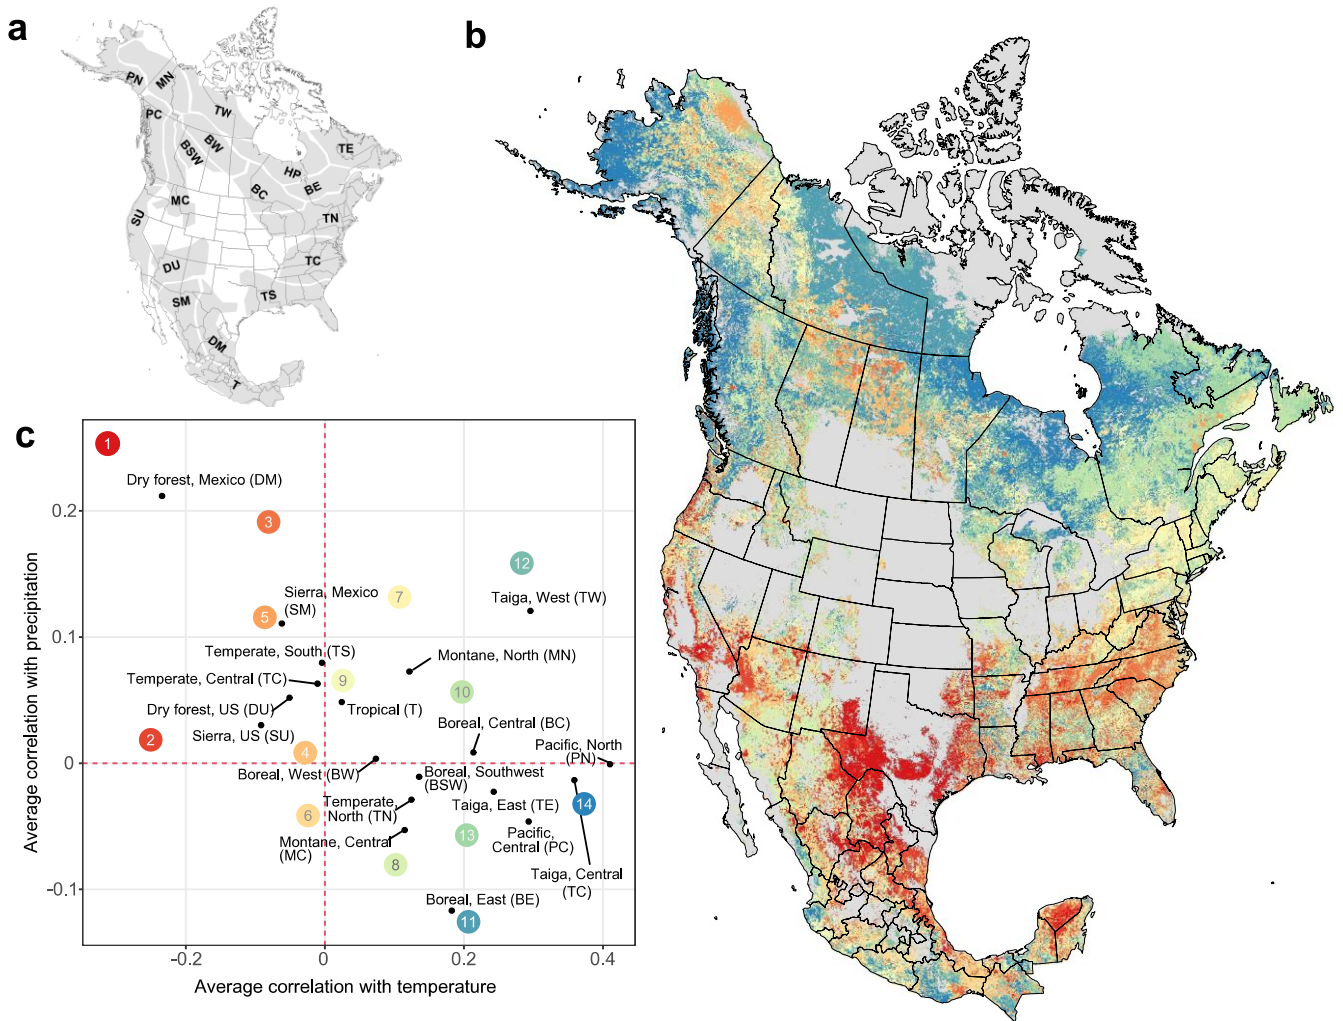 a
b
PN
MN
PC
TW
BW
BSW
TE
HP
BE
BC
MC
SU
TN
DU
TC
SM
TS
DM
T
c
1
Dry forest, Mexico (DM)
0.2
3
12
Sierra, Mexico
(SM)
7
Taiga, West (TW)
5
0.1
Temperate, South (TS)
Montane, North (MN)
Temperate, Central (TC)
9
10
Dry forest, US (DU)
Tropical (T)
Sierra, US (SU)
Boreal, Central (BC)
2
4
Pacific, North
(PN)
0
Boreal, West (BW)
Boreal, Southwest
(BSW)
Temperate,
North (TN)
Taiga, East (TE)
14
6
13
Pacific,
Central (PC)
Montane, Central
(MC)
8
Taiga, Central
(TC)
-0.1
Boreal, East (BE)
11
-0.2
0
0.2
0.4
Average correlation with temperature
Average correlation with precipitation